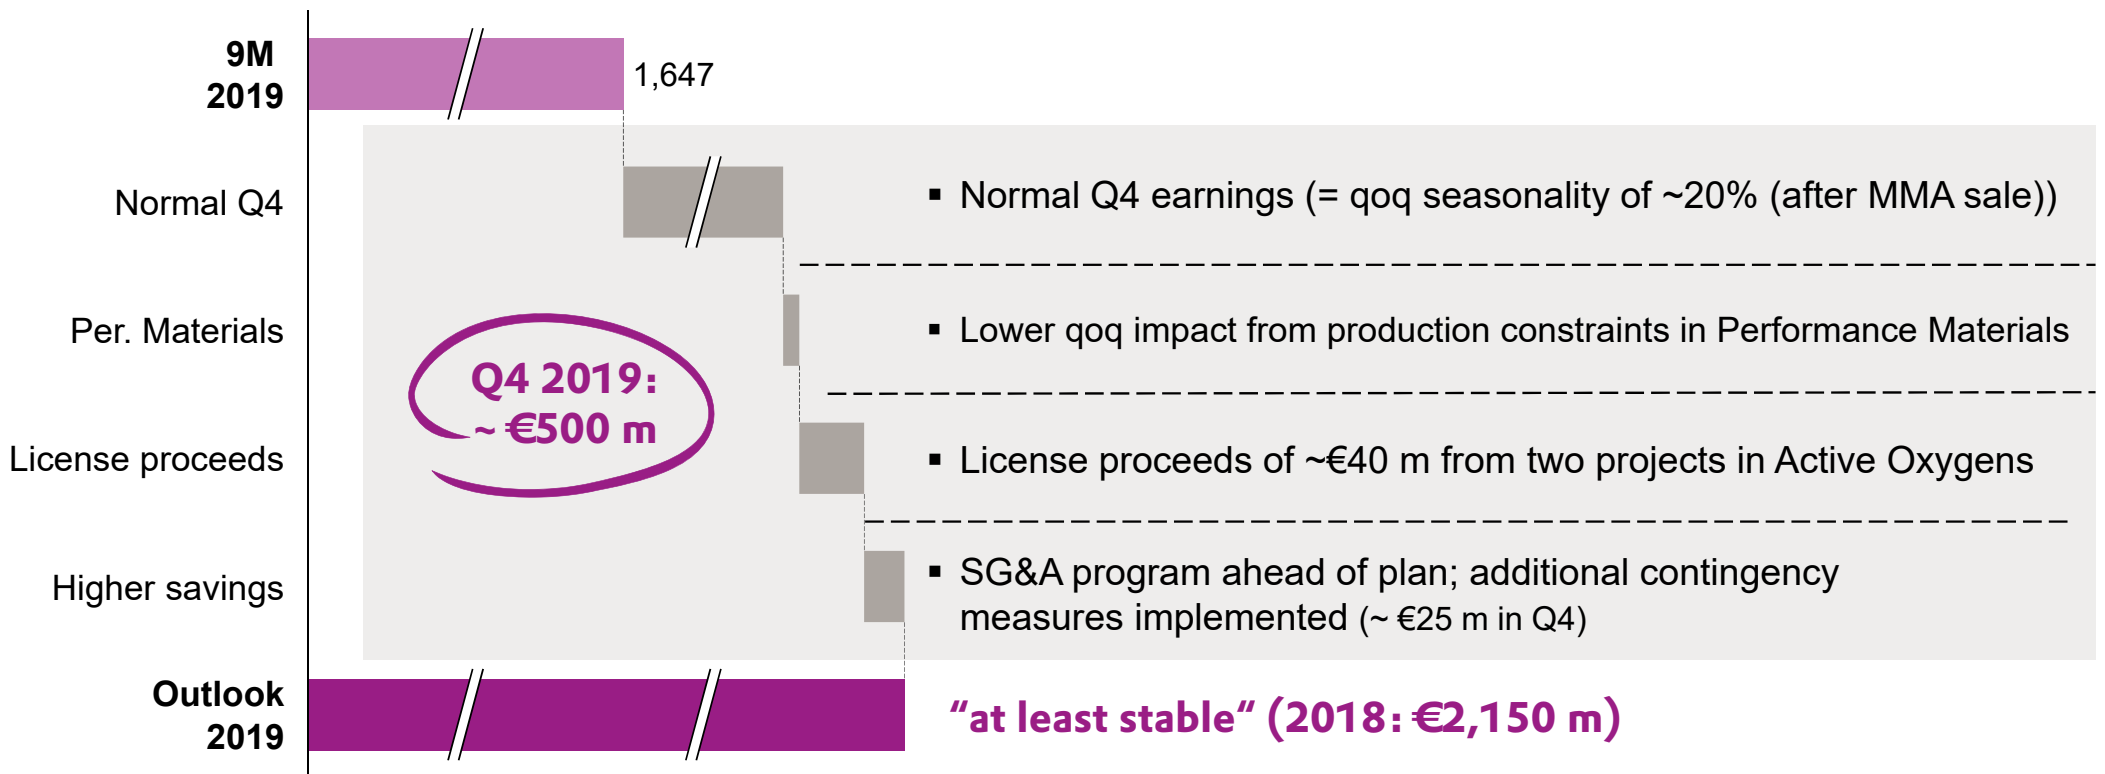 9M
2019
1,647
Normal Q4
▪ Normal Q4 earnings (= qoq seasonality of ~20% (after MMA sale))
Per. Materials
▪ Lower qoq impact from production constraints in Performance Materials
Q4 2019:
~ €500 m
License proceeds
▪ License proceeds of ~€40 m from two projects in Active Oxygens
Higher savings
▪ SG&A program ahead of plan; additional contingency
measures implemented (~ €25 m in Q4)
Outlook
2019
“at least stable“ (2018: €2,150 m)